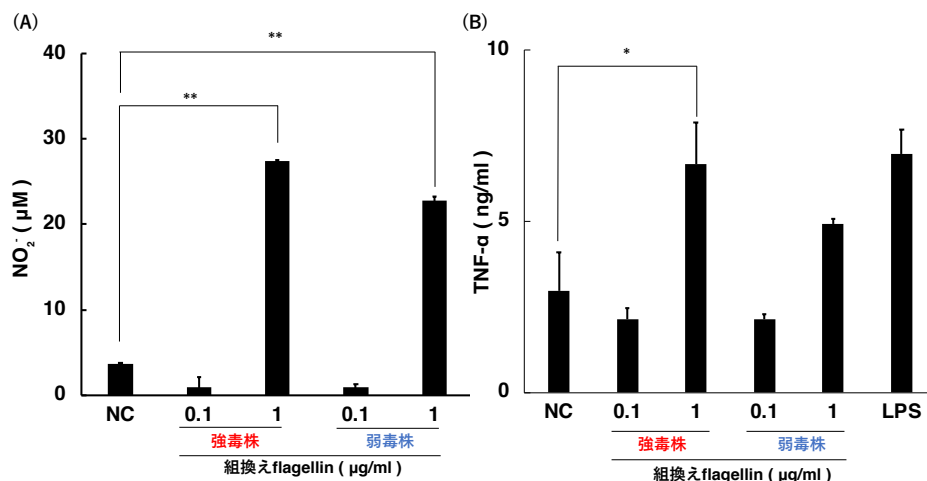 (A)
**
**
NO₂⁻ ( µM )
40
30
20
10
0
NC 0.1 1 0.1 1
強毒株 弱毒株
組換えflagellin ( µg/ml )
(B)
*
TNF-α ( ng/ml )
10
5
0
NC 0.1 1 0.1 1 LPS
強毒株 弱毒株
組換えflagellin ( µg/ml )